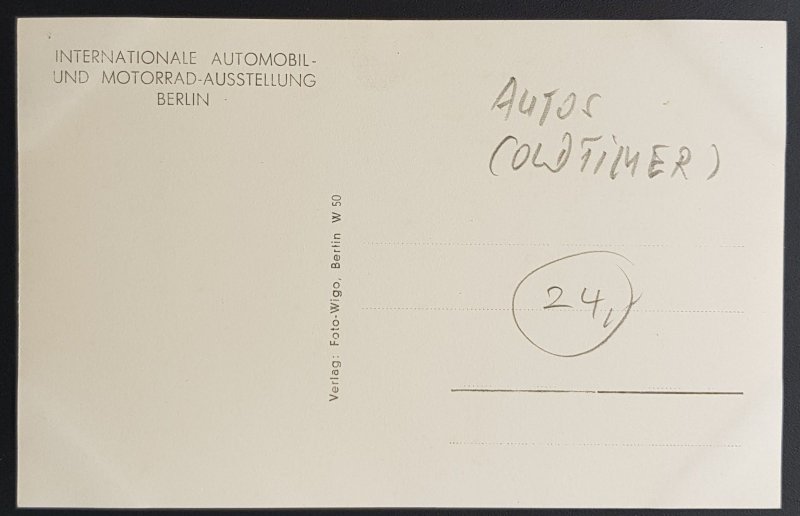 INTERNATIONALE AUTOMOBIL-
UND MOTORRAD-AUSSTELLUNG
BERLIN
AUTOS
(OLDTIMER)
Verlag: Foto-Wigo, Berlin W 50
24,